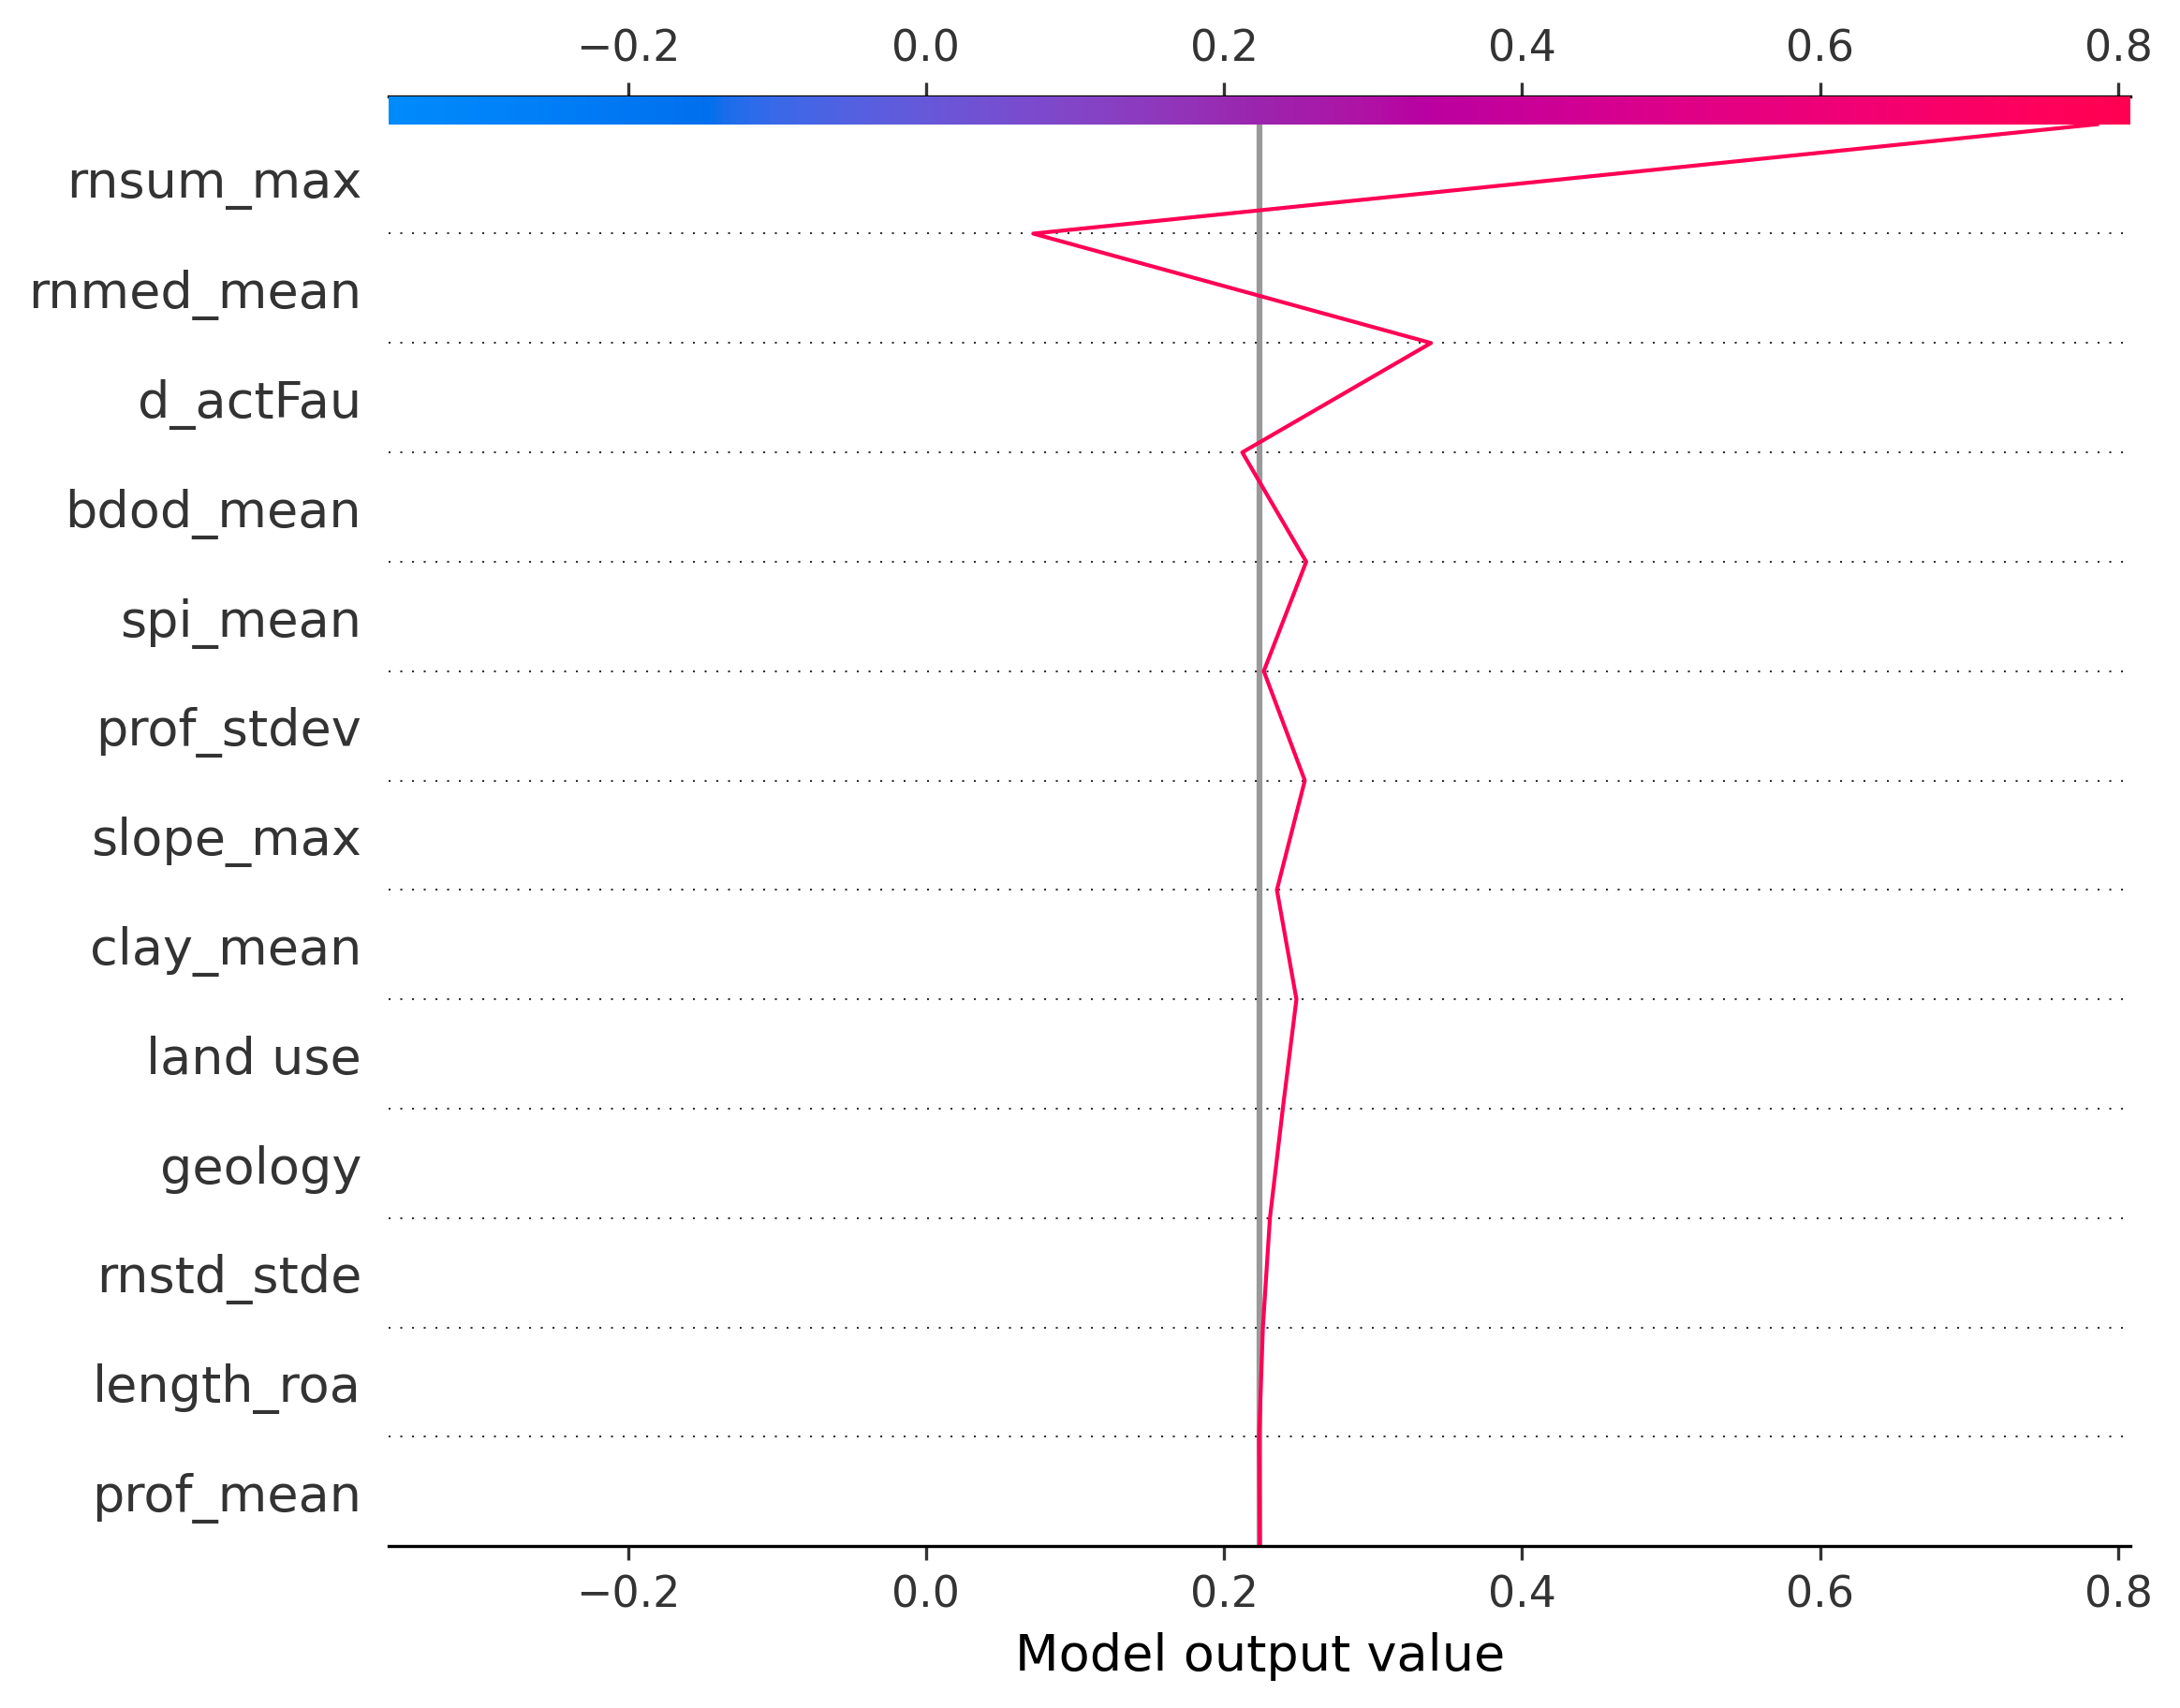 −0.2 0.0 0.2 0.4 0.6 0.8
rnsum_max
rnmed_mean
d_actFau
bdod_mean
spi_mean
prof_stdev
slope_max
clay_mean
land use
geology
rnstd_stde
length_roa
prof_mean
−0.2 0.0 0.2 0.4 0.6 0.8
Model output value